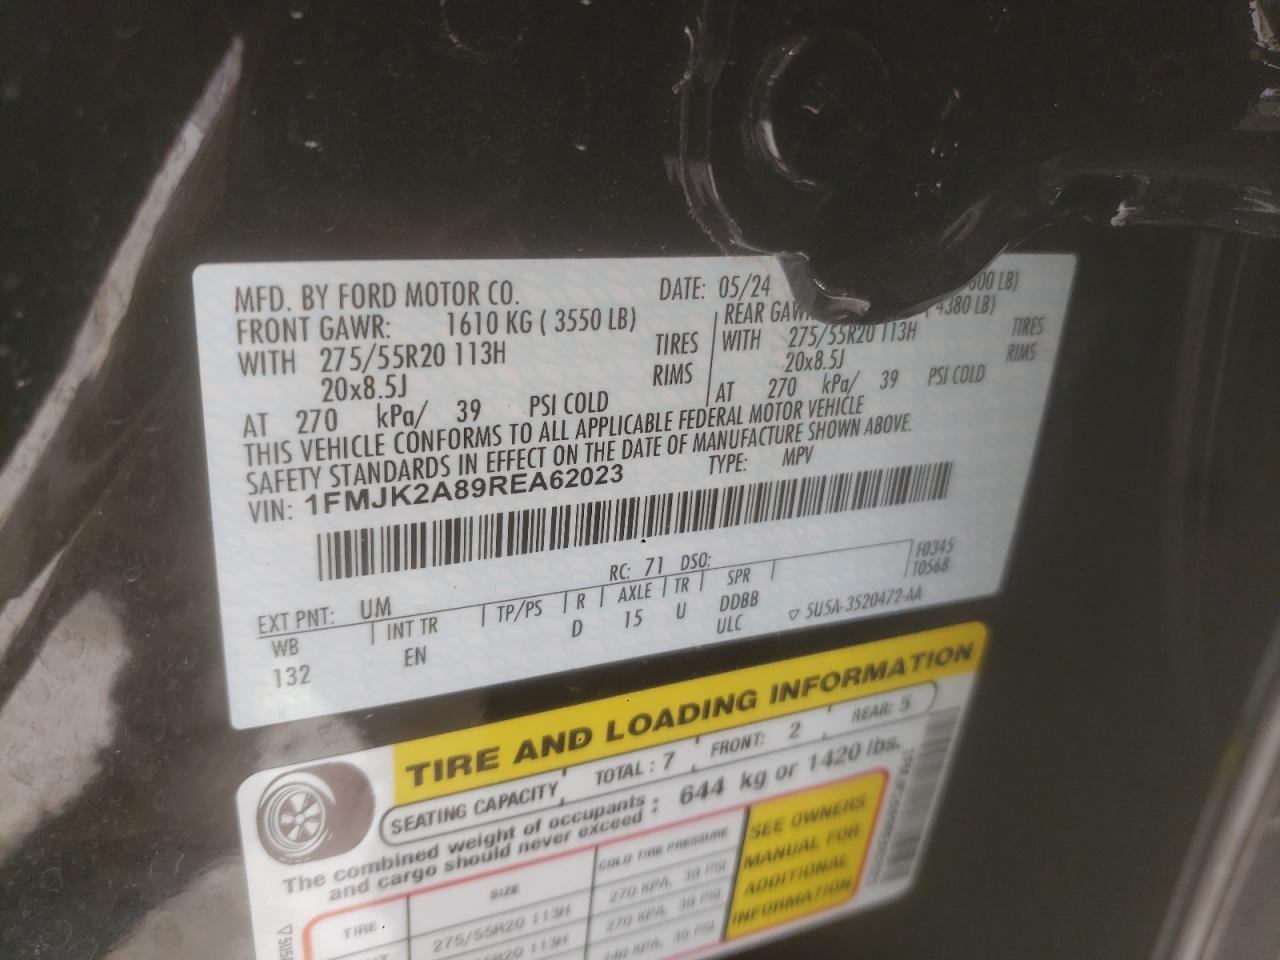 MFD. BY FORD MOTOR CO.
DATE: 05/24
00 LB)
FRONT GAWR: 1610 KG ( 3550 LB)
REAR GAW 4380 LB)
WITH 275/55R20 113H TIRES
WITH 275/55R20 113H TIRES
20x8.5J RIMS
20x8.5J RIMS
AT 270 kPa/ 39 PSI COLD
AT 270 kPa/ 39 PSI COLD
THIS VEHICLE CONFORMS TO ALL APPLICABLE FEDERAL MOTOR VEHICLE
SAFETY STANDARDS IN EFFECT ON THE DATE OF MANUFACTURE SHOWN ABOVE.
VIN: 1FMJK2A89REA62023
TYPE: MPV
EXT PNT: UM
RC: 71 DSO:
F0345
T0568
WB INT TR TP/PS R AXLE TR SPR
132 EN D 15 U DDBB
ULC
5U5A-3520472-AA
TIRE AND LOADING INFORMATION
SEATING CAPACITY TOTAL : 7 FRONT: 2 REAR: 5
The combined weight of occupants : 644 kg or 1420 lbs.
and cargo should never exceed :
TIRE SIZE COLD TIRE PRESSURE
275/55R20 113H 270 KPA, 39 PSI
270 KPA, 39 PSI
SEE OWNERS
MANUAL FOR
ADDITIONAL
INFORMATION